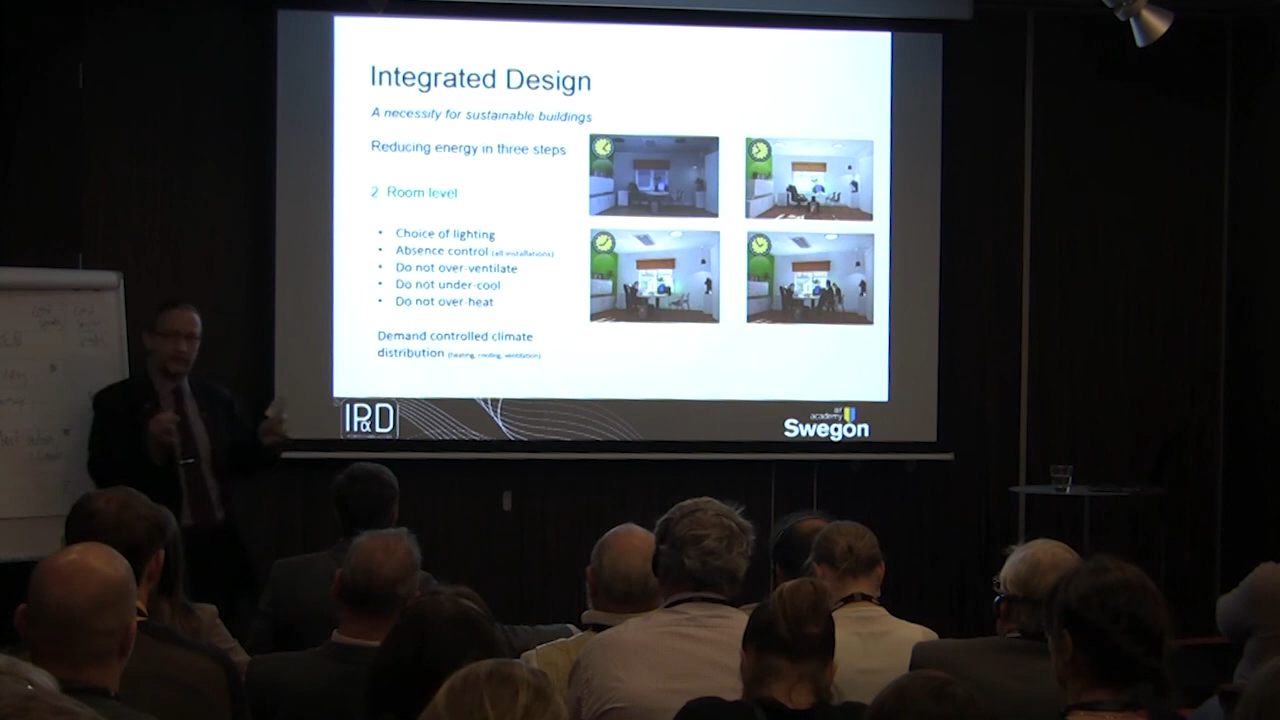 Integrated Design
A necessity for sustainable buildings
Reducing energy in three steps
2 Room level
• Choice of lighting
• Absence control (all installations)
• Do not over-ventilate
• Do not under-cool
• Do not over-heat
Demand controlled climate
distribution (heating, cooling, ventilation)
IP&D
air
academy
Swegon